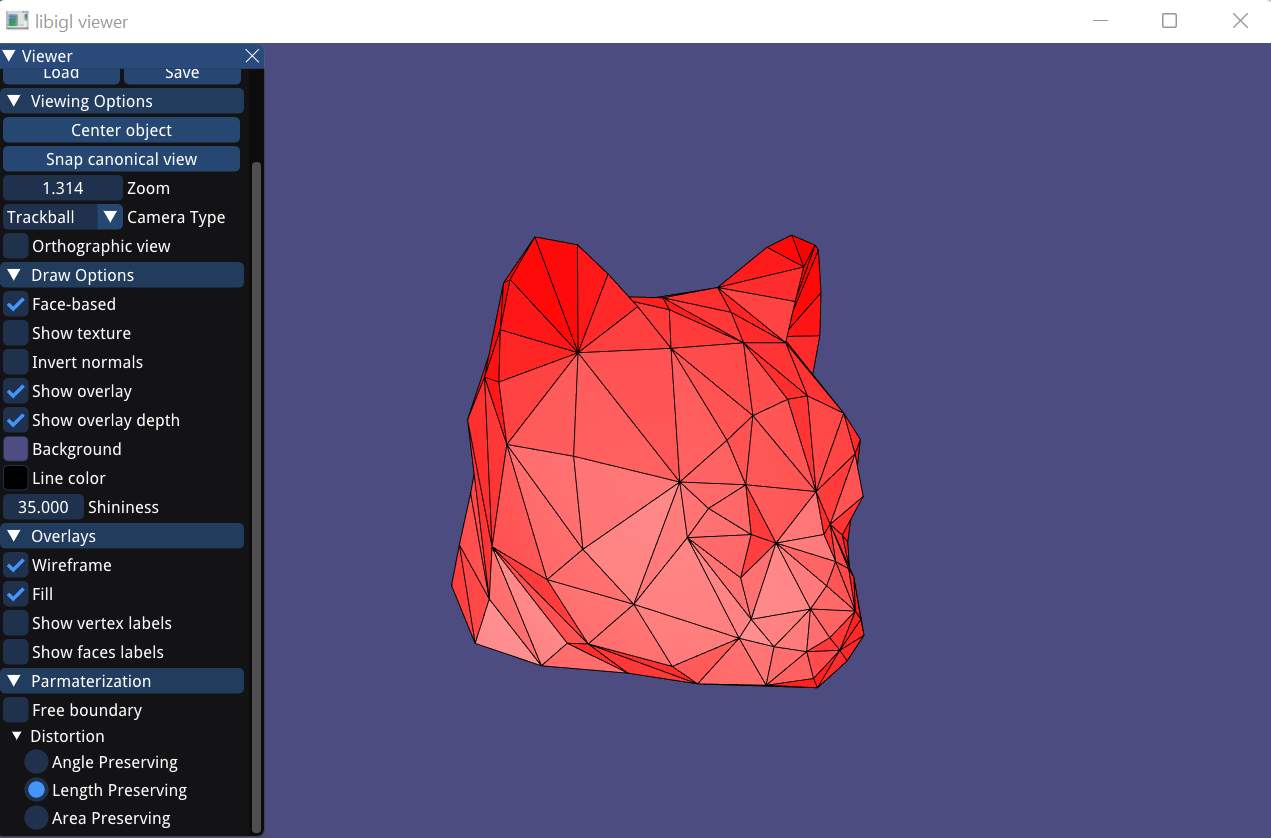 libigl viewer
Viewer
Load Save
Viewing Options
Center object
Snap canonical view
1.314 Zoom
Trackball Camera Type
Orthographic view
Draw Options
Face-based
Show texture
Invert normals
Show overlay
Show overlay depth
Background
Line color
35.000 Shininess
Overlays
Wireframe
Fill
Show vertex labels
Show faces labels
Parmaterization
Free boundary
Distortion
Angle Preserving
Length Preserving
Area Preserving